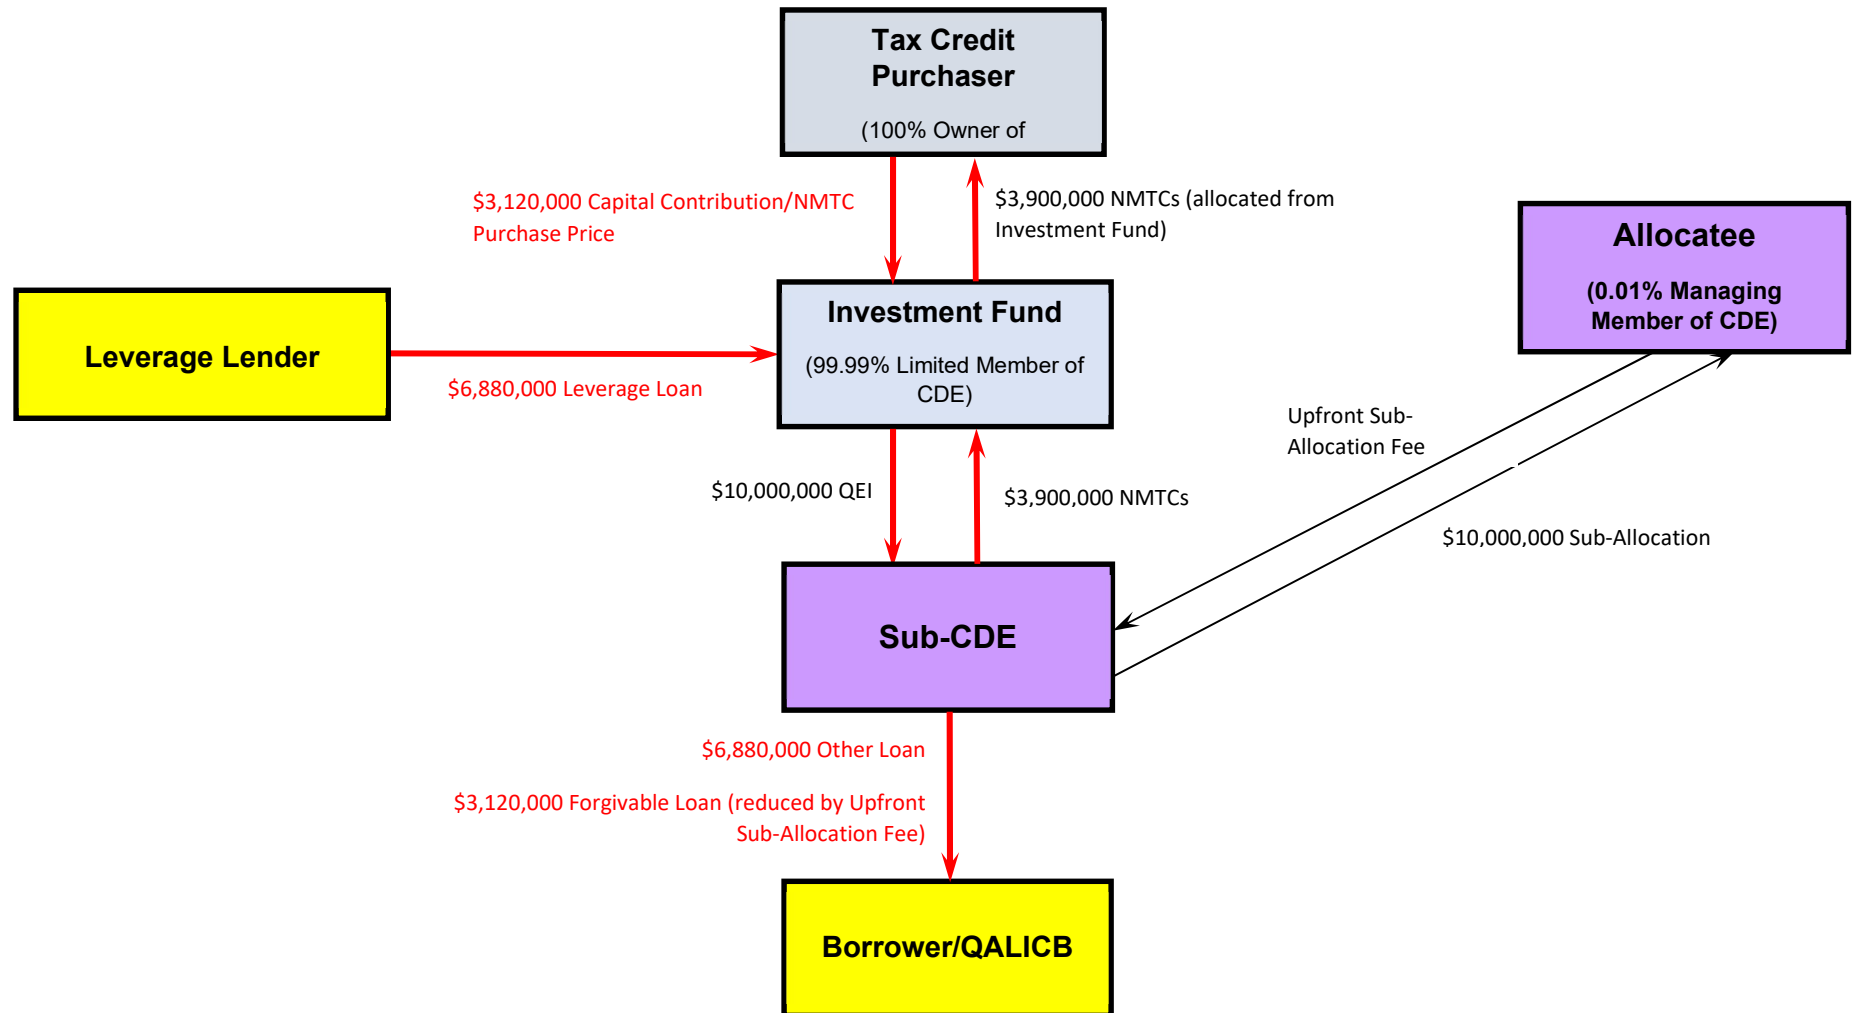 Tax Credit
Purchaser
(100% Owner of
$3,120,000 Capital Contribution/NMTC
Purchase Price
$3,900,000 NMTCs (allocated from
Investment Fund)
Allocatee
(0.01% Managing
Member of CDE)
Leverage Lender
$6,880,000 Leverage Loan
Investment Fund
(99.99% Limited Member of
CDE)
Upfront Sub-
Allocation Fee
$10,000,000 QEI
$3,900,000 NMTCs
$10,000,000 Sub-Allocation
Sub-CDE
$6,880,000 Other Loan
$3,120,000 Forgivable Loan (reduced by Upfront
Sub-Allocation Fee)
Borrower/QALICB